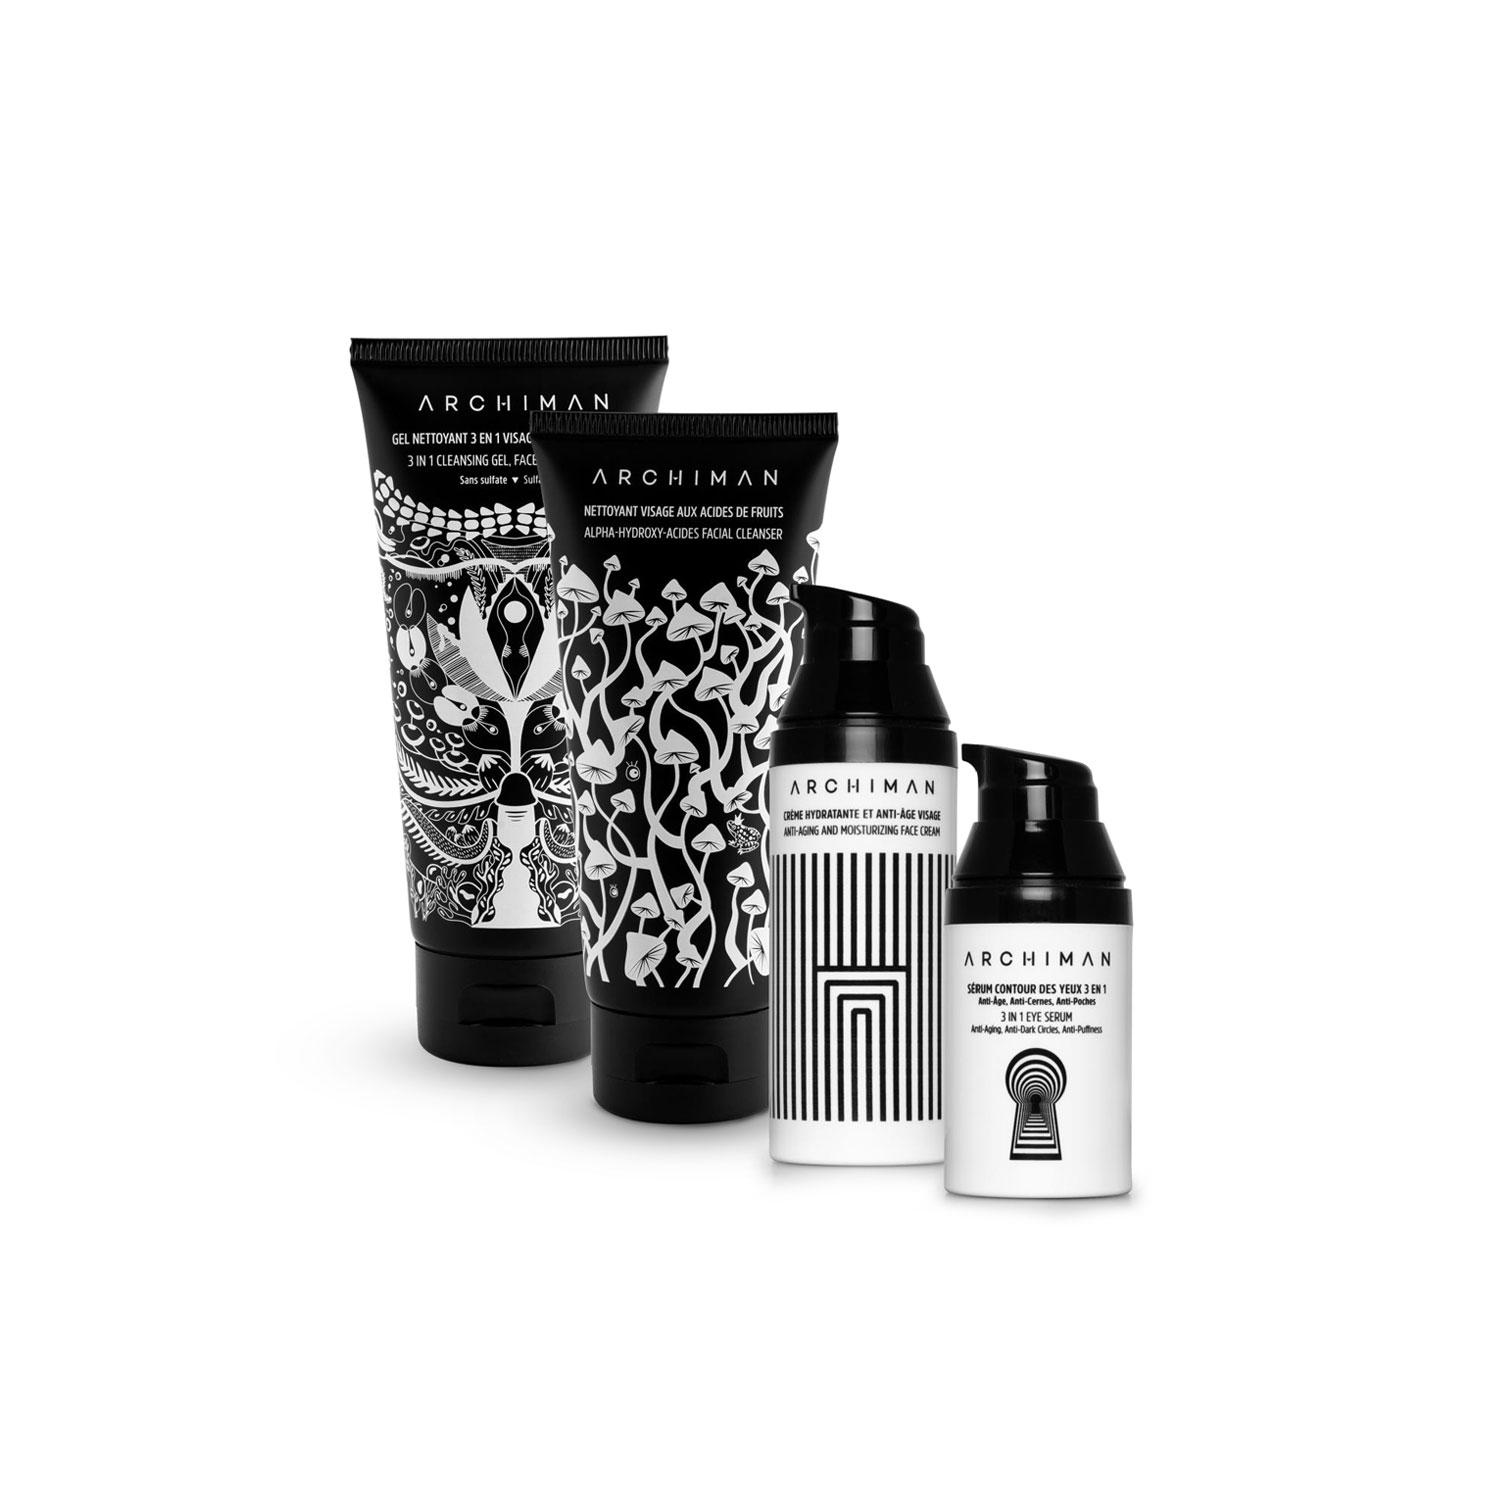 ARCHIMAN
GEL NETTOYANT 3 EN 1
3 IN 1 CLEANSING GEL,
Sans sulfate ▼
ARCHIMAN
NETTOYANT VISAGE AUX ACIDES DE FRUITS
ALPHA-HYDROXY-ACIDES FACIAL CLEANSER
ARCHIMAN
CRÈME HYDRATANTE ET ANTI-ÂGE VISAGE
ANTI-AGING AND MOISTURIZING FACE CREAM
ARCHIMAN
SÉRUM CONTOUR DES YEUX 3 EN 1
Anti-Âge, Anti-Cernes, Anti-Poches
3 IN 1 EYE SERUM
Anti-Aging, Anti-Dark Circles, Anti-Puffiness